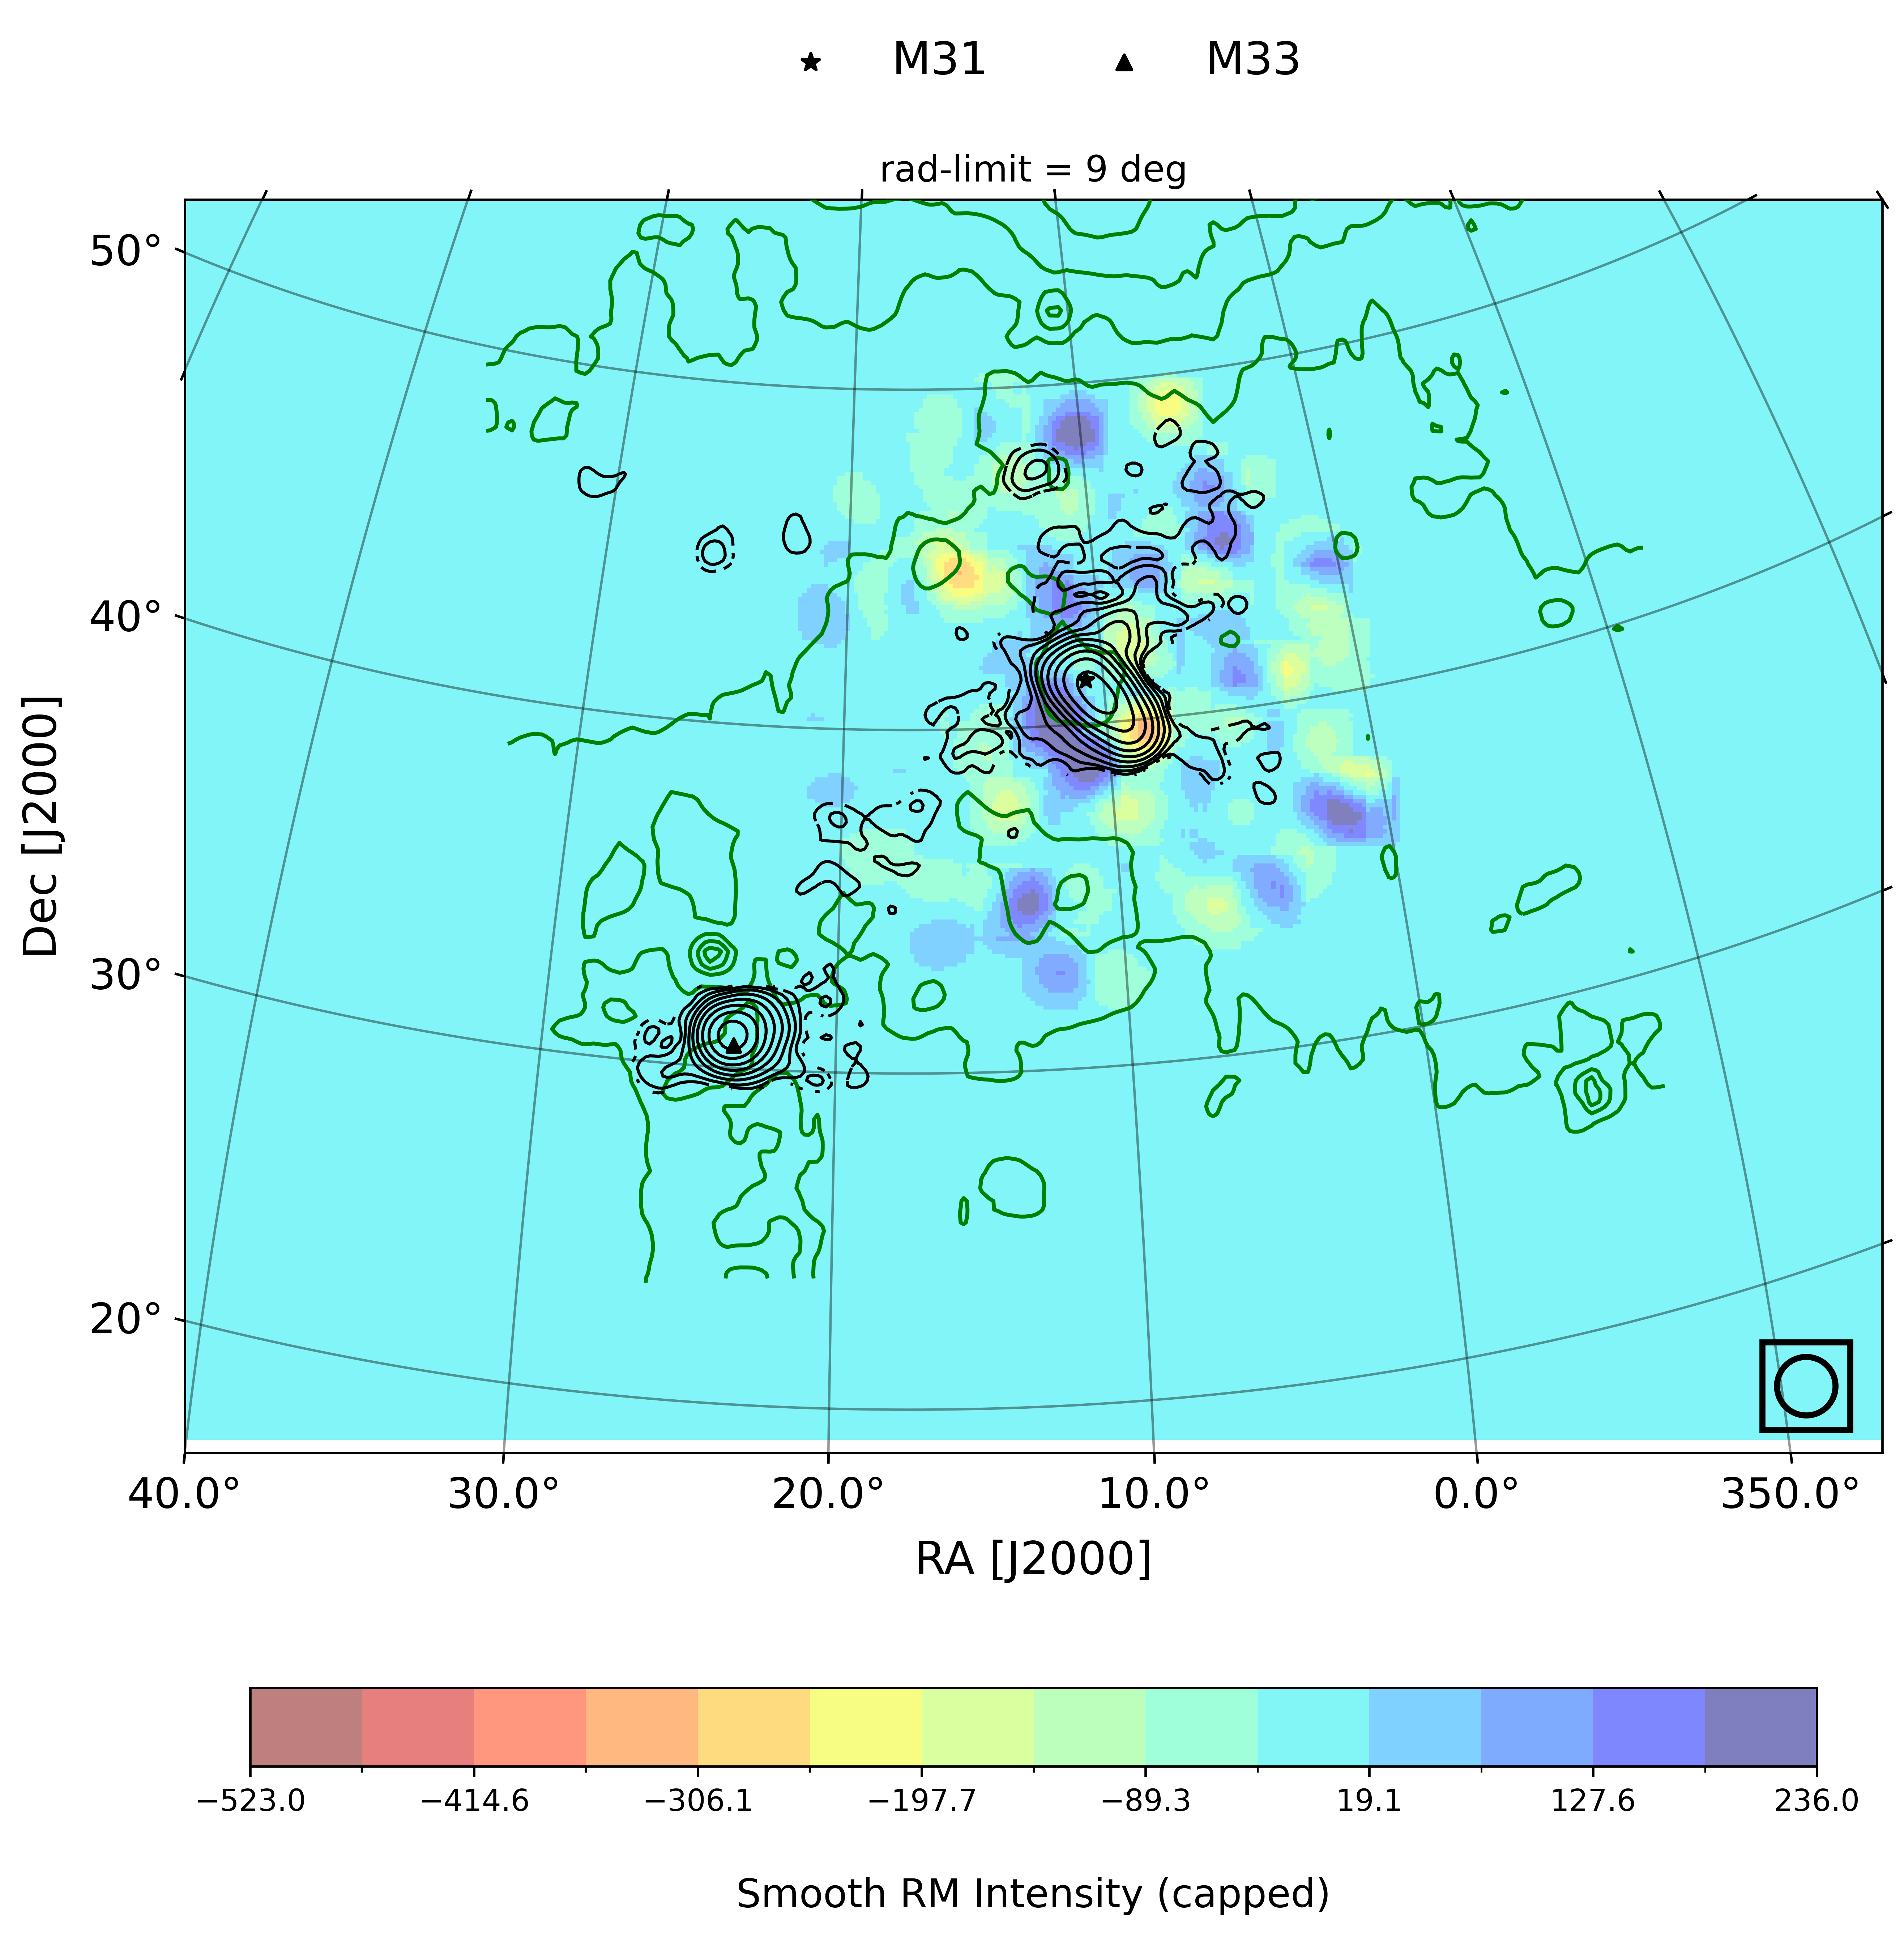 M31 M33
rad-limit = 9 deg
50°
40°
30°
20°
Dec [J2000]
40.0° 30.0° 20.0° 10.0° 0.0° 350.0°
RA [J2000]
−523.0 −414.6 −306.1 −197.7 −89.3 19.1 127.6 236.0
Smooth RM Intensity (capped)